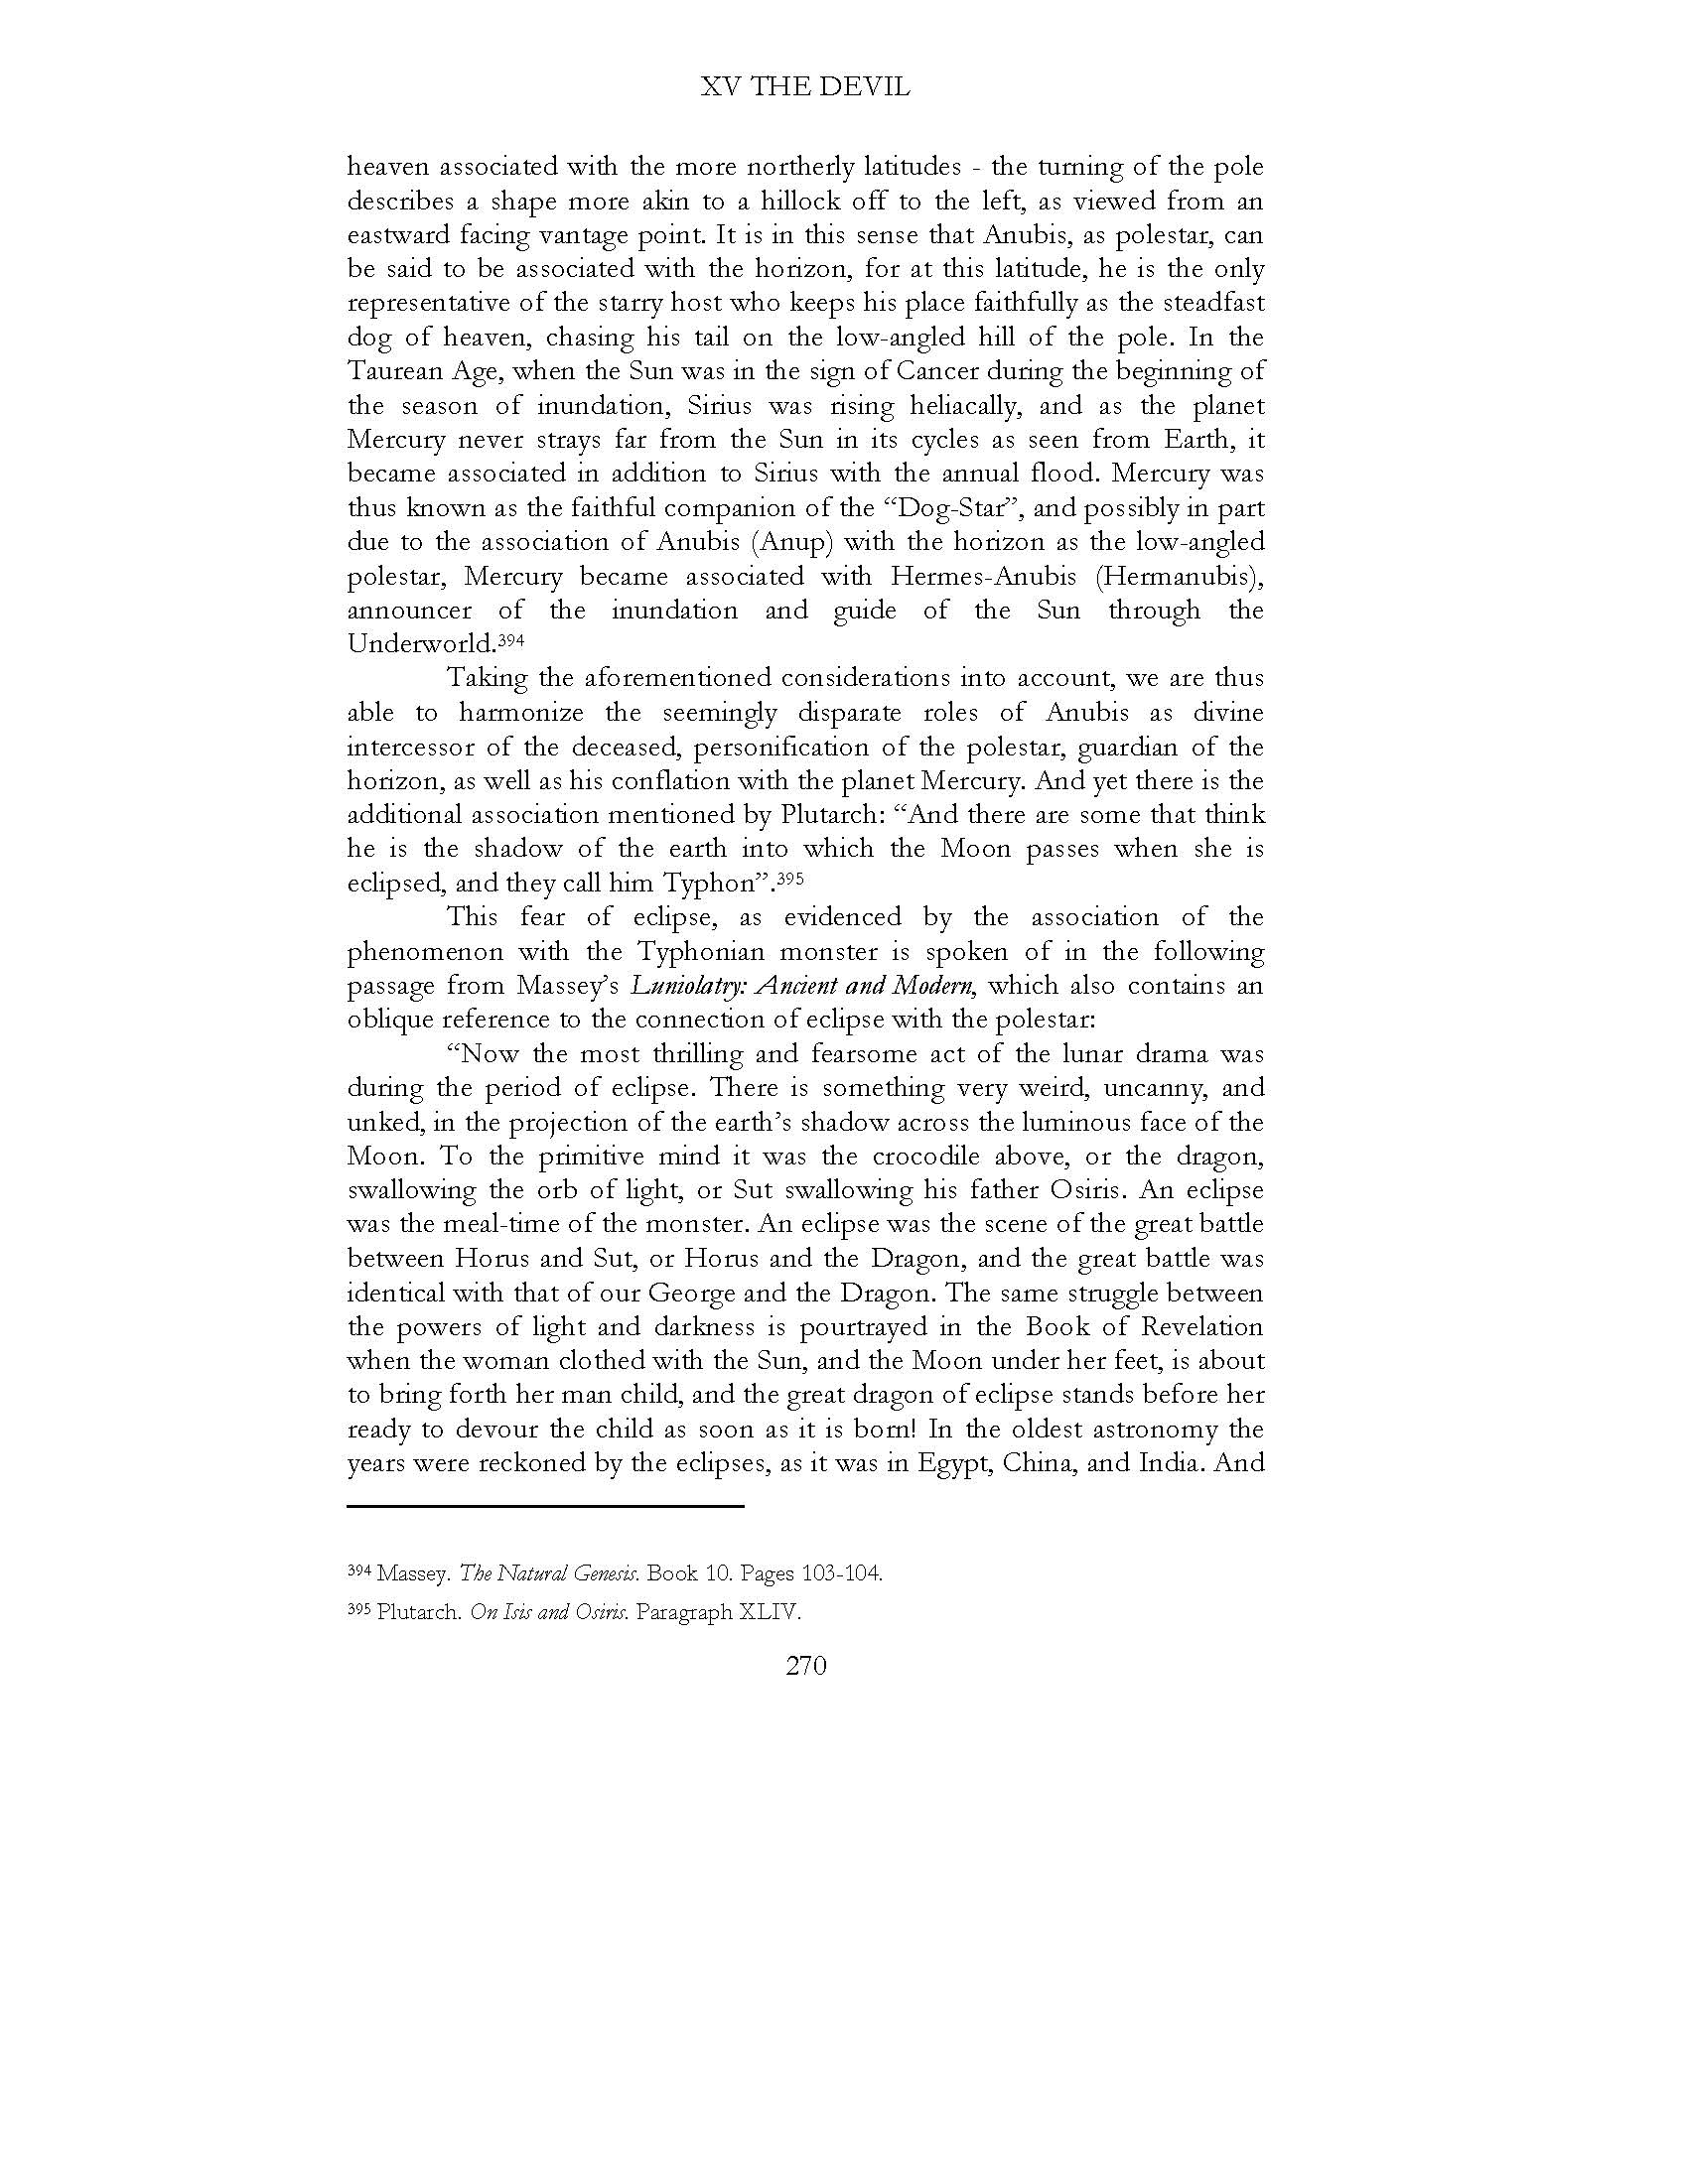 XV THE DEVIL
heaven associated with the more northerly latitudes - the turning of the pole
describes a shape more akin to a hillock off to the left, as viewed from an
eastward facing vantage point. It is in this sense that Anubis, as polestar, can
be said to be associated with the horizon, for at this latitude, he is the only
representative of the starry host who keeps his place faithfully as the steadfast
dog of heaven, chasing his tail on the low-angled hill of the pole. In the
Taurean Age, when the Sun was in the sign of Cancer during the beginning of
the season of inundation, Sirius was rising heliacally, and as the planet
Mercury never strays far from the Sun in its cycles as seen from Earth, it
became associated in addition to Sirius with the annual flood. Mercury was
thus known as the faithful companion of the “Dog-Star”, and possibly in part
due to the association of Anubis (Anup) with the horizon as the low-angled
polestar, Mercury became associated with Hermes-Anubis (Hermanubis),
announcer of the inundation and guide of the Sun through the
Underworld.³⁹⁴
Taking the aforementioned considerations into account, we are thus
able to harmonize the seemingly disparate roles of Anubis as divine
intercessor of the deceased, personification of the polestar, guardian of the
horizon, as well as his conflation with the planet Mercury. And yet there is the
additional association mentioned by Plutarch: “And there are some that think
he is the shadow of the earth into which the Moon passes when she is
eclipsed, and they call him Typhon”.³⁹⁵
This fear of eclipse, as evidenced by the association of the
phenomenon with the Typhonian monster is spoken of in the following
passage from Massey’s Luniolatry: Ancient and Modern, which also contains an
oblique reference to the connection of eclipse with the polestar:
“Now the most thrilling and fearsome act of the lunar drama was
during the period of eclipse. There is something very weird, uncanny, and
unked, in the projection of the earth’s shadow across the luminous face of the
Moon. To the primitive mind it was the crocodile above, or the dragon,
swallowing the orb of light, or Sut swallowing his father Osiris. An eclipse
was the meal-time of the monster. An eclipse was the scene of the great battle
between Horus and Sut, or Horus and the Dragon, and the great battle was
identical with that of our George and the Dragon. The same struggle between
the powers of light and darkness is pourtrayed in the Book of Revelation
when the woman clothed with the Sun, and the Moon under her feet, is about
to bring forth her man child, and the great dragon of eclipse stands before her
ready to devour the child as soon as it is born! In the oldest astronomy the
years were reckoned by the eclipses, as it was in Egypt, China, and India. And
³⁹⁴ Massey. The Natural Genesis. Book 10. Pages 103-104.
³⁹⁵ Plutarch. On Isis and Osiris. Paragraph XLIV.
270